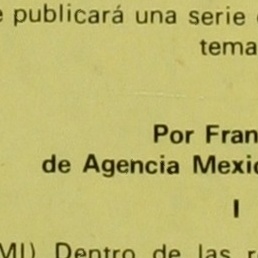 publicará una serie
tema
Por Fran
de Agencia Mexic
I
MI) Dentro de las r